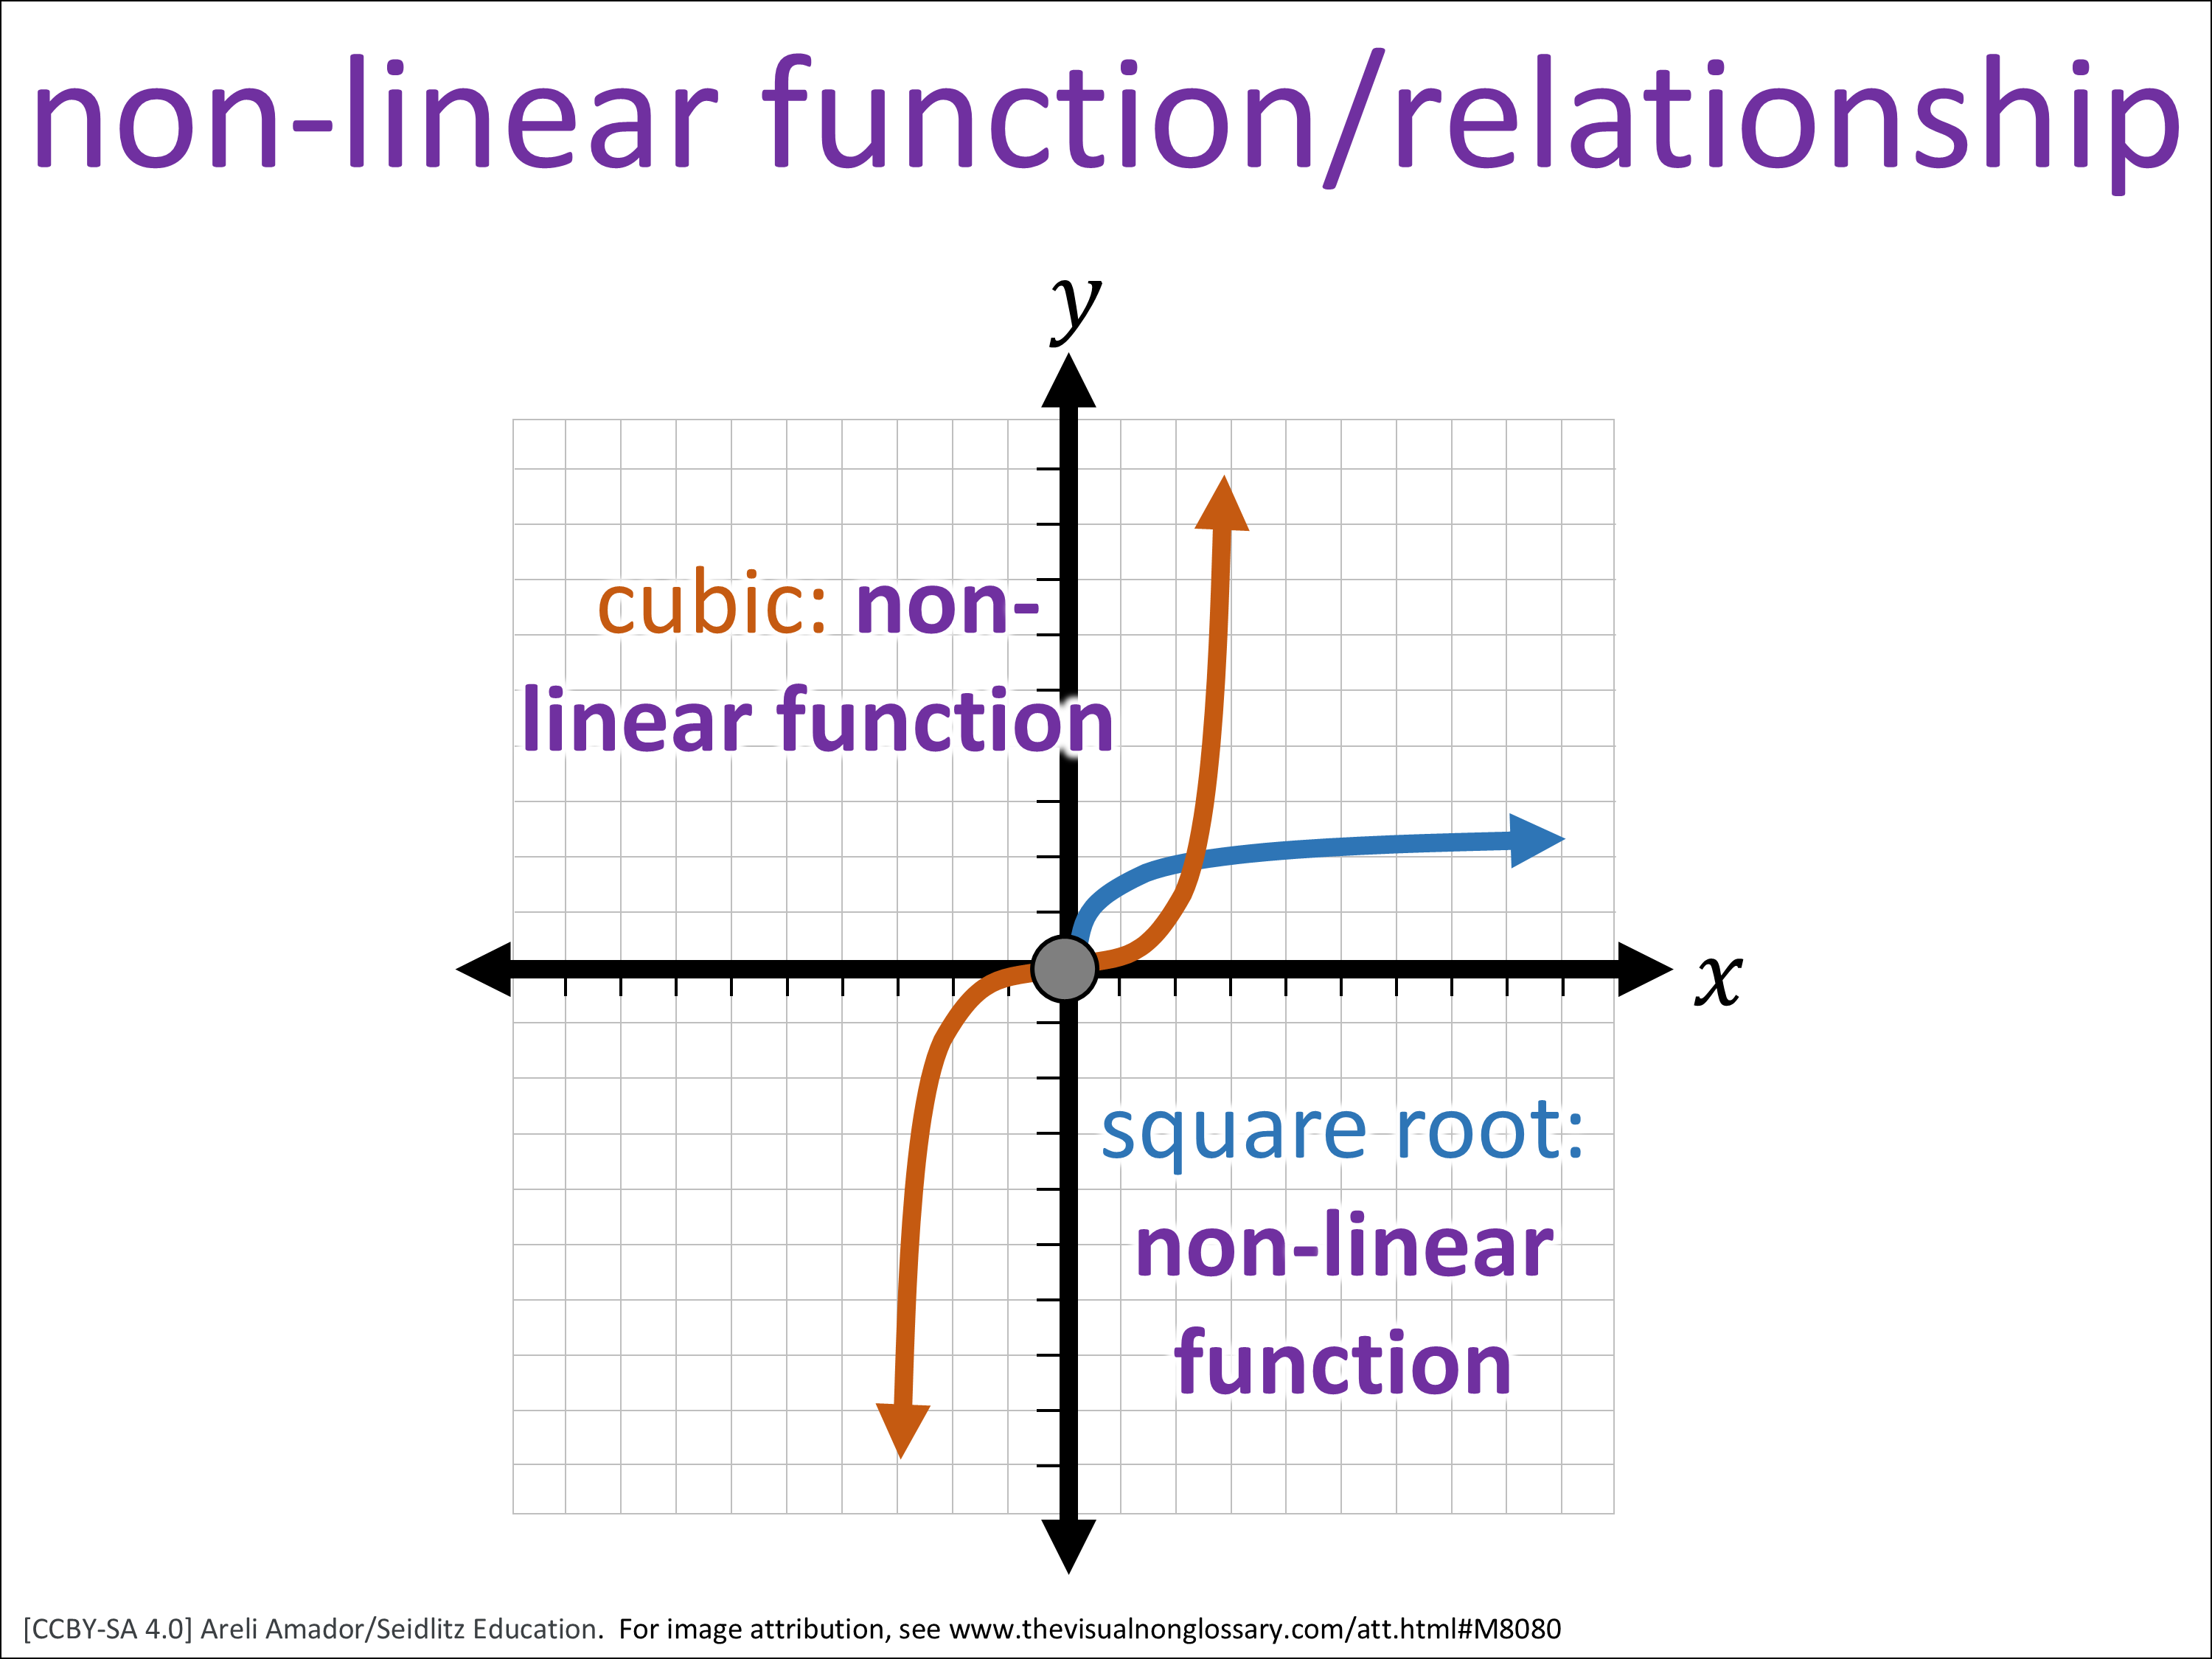 non-linear function/relationship
y
cubic: non-
linear function
x
square root:
non-linear
function
[CCBY-SA 4.0] Areli Amador/Seidlitz Education.  For image attribution, see www.thevisualnonglossary.com/att.html#M8080